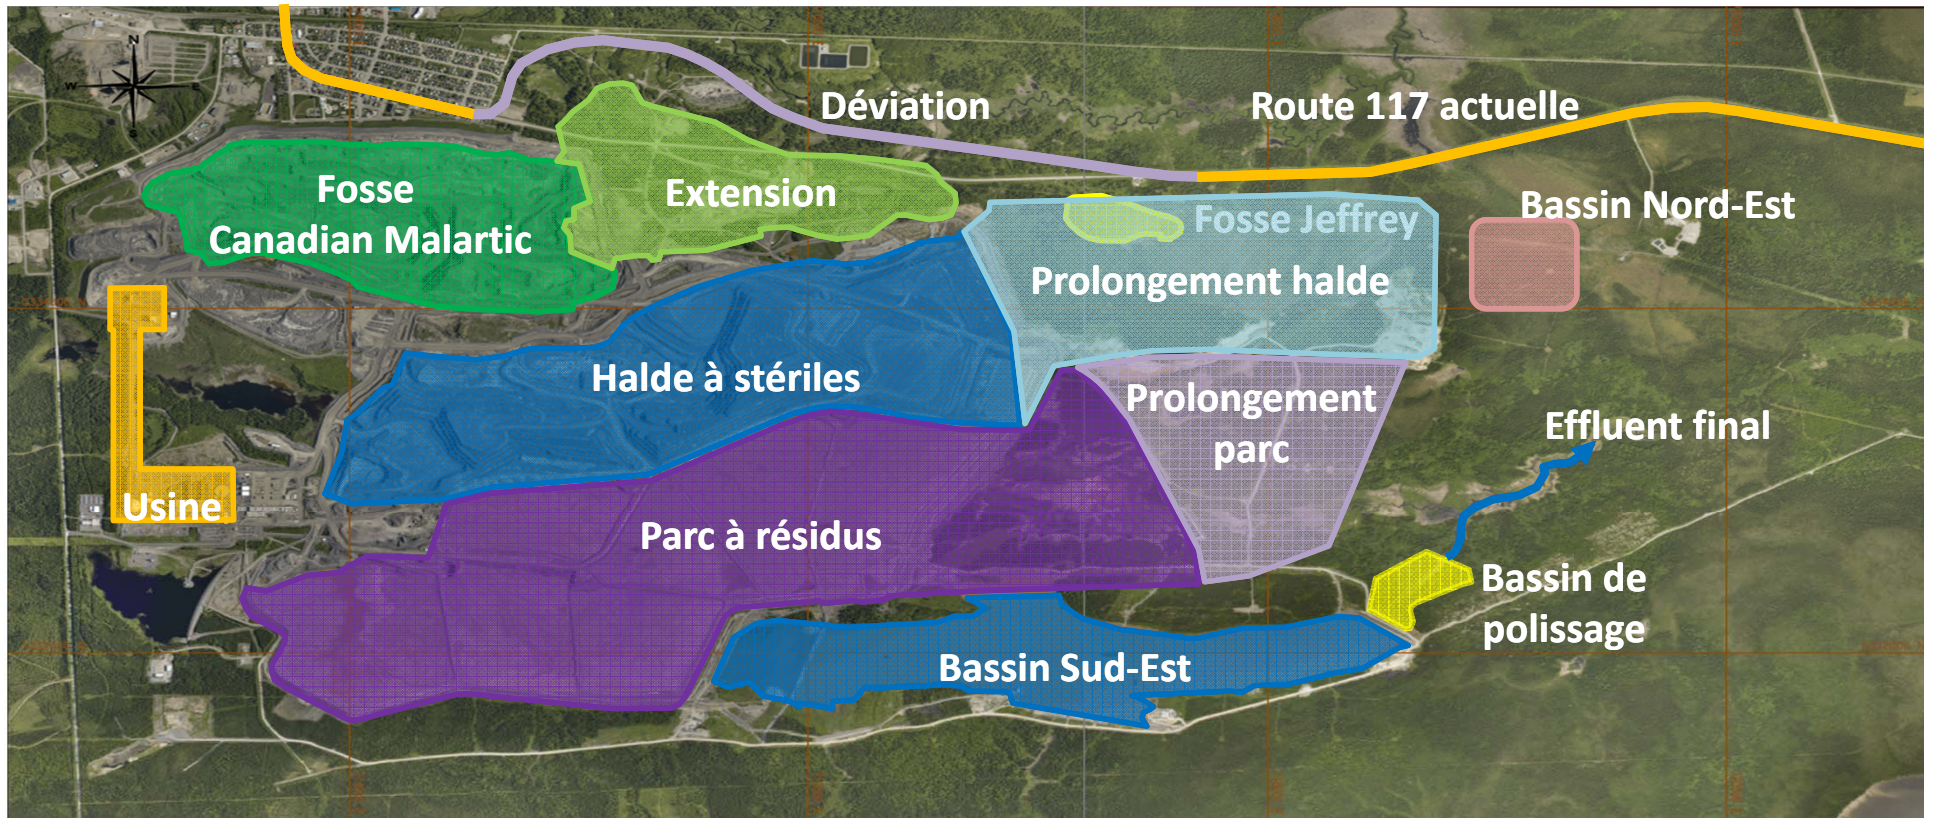 N
W
E
S
Déviation
Route 117 actuelle
Fosse
Canadian Malartic
Extension
Bassin Nord-Est
Fosse Jeffrey
Prolongement halde
Halde à stériles
Prolongement
parc
Effluent final
Usine
Parc à résidus
Bassin de
polissage
Bassin Sud-Est